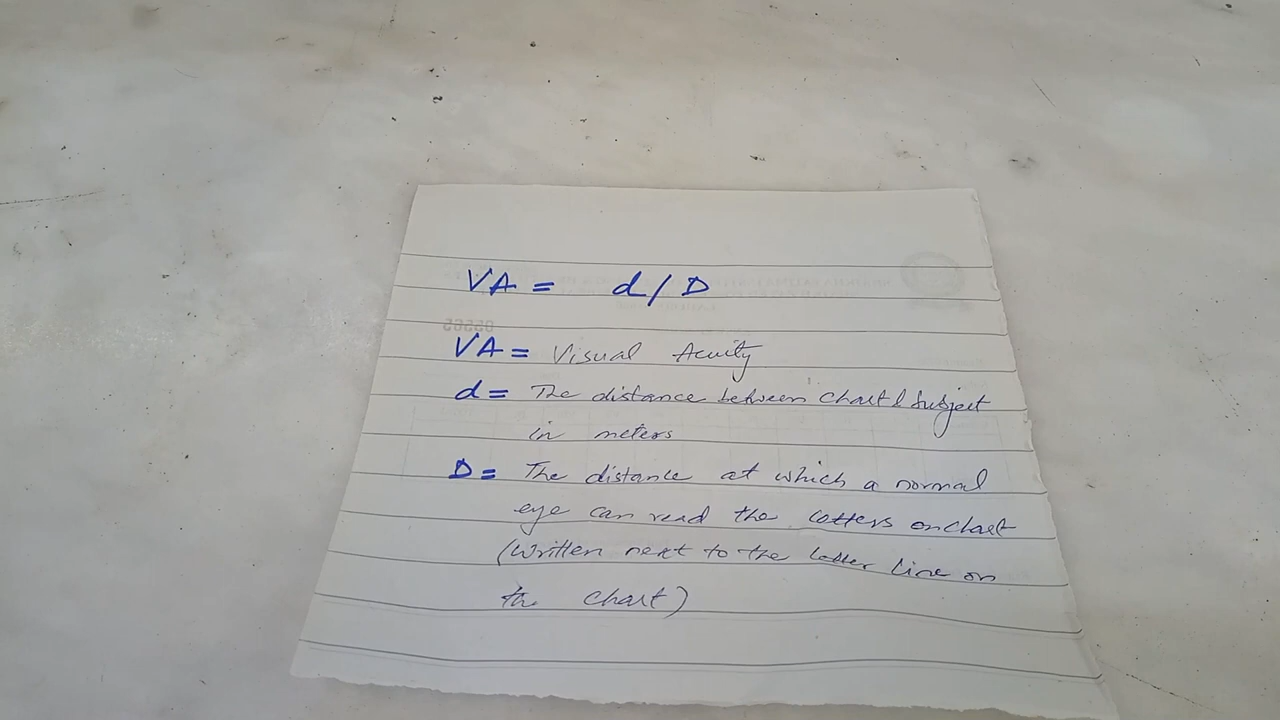 VA = d/D
VA = Visual Acuity
d = The distance between chart & Subject
in meters
D = The distance at which a normal
eye can read the letters on chart
(written next to the letter line on
the chart)